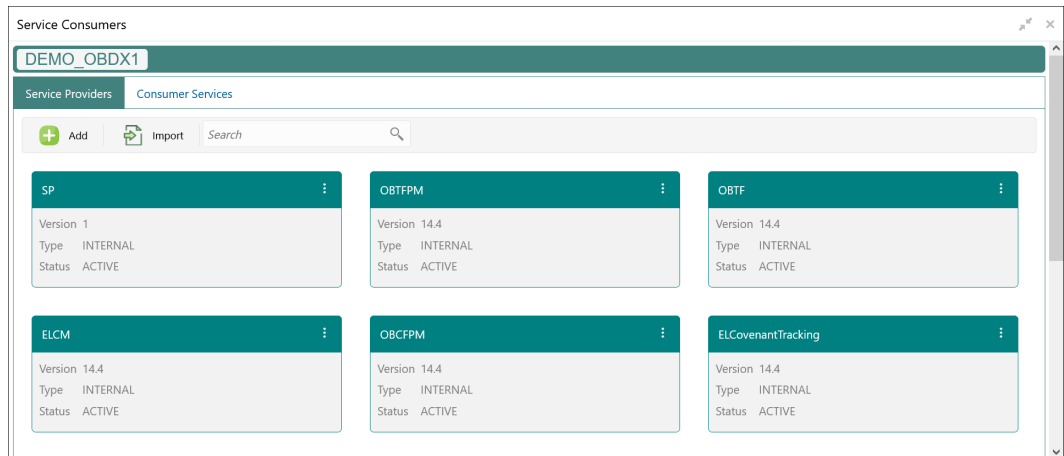 Service Consumers
DEMO_OBDX1
Service Providers Consumer Services
Add Import Search
SP OBTFPM OBTF
Version 1 Version 14.4 Version 14.4
Type INTERNAL Type INTERNAL Type INTERNAL
Status ACTIVE Status ACTIVE Status ACTIVE
ELCM OBCFPM ELCovenantTracking
Version 14.4 Version 14.4 Version 14.4
Type INTERNAL Type INTERNAL Type INTERNAL
Status ACTIVE Status ACTIVE Status ACTIVE